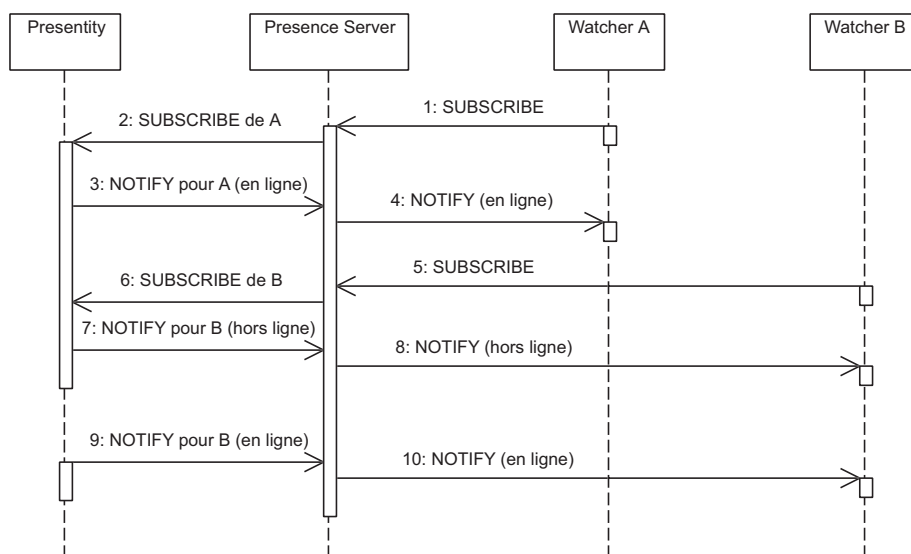 Presentity
Presence Server
Watcher A
Watcher B
1: SUBSCRIBE
2: SUBSCRIBE de A
3: NOTIFY pour A (en ligne)
4: NOTIFY (en ligne)
5: SUBSCRIBE
6: SUBSCRIBE de B
7: NOTIFY pour B (hors ligne)
8: NOTIFY (hors ligne)
9: NOTIFY pour B (en ligne)
10: NOTIFY (en ligne)